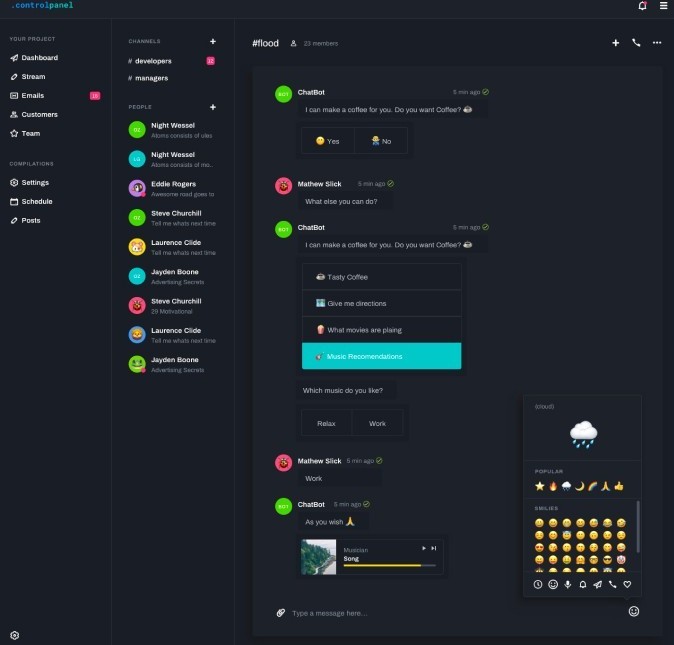 .controlpanel
YOUR PROJECT
Dashboard
Stream
Emails
Customers
Team
COMPILATIONS
Settings
Schedule
Posts
CHANNELS
# developers
# managers
PEOPLE
Night Wessel
Atoms consists of ules
Night Wessel
Atoms consists of mo..
Eddie Rogers
Awesome road goes to
Steve Churchill
Tell me whats next time
Laurence Clide
Tell me whats next time
Jayden Boone
Advertising Secrets
Steve Churchill
29 Motivational
Laurence Clide
Tell me whats next time
Jayden Boone
Advertising Secrets
#flood 23 members
BOT ChatBot 5 min ago
I can make a coffee for you. Do you want Coffee? ☕
😀 Yes 🙅‍♂️ No
Mathew Slick 5 min ago
What else you can do?
BOT ChatBot 5 min ago
I can make a coffee for you. Do you want Coffee? ☕
Tasty Coffee
Give me directions
What movies are plaing
Music Recomendations
Which music do you like?
Relax Work
Mathew Slick 5 min ago
Work
BOT ChatBot 5 min ago
As you wish 🙏
Musician
Song
Type a message here...
(cloud)
POPULAR
SMILIES